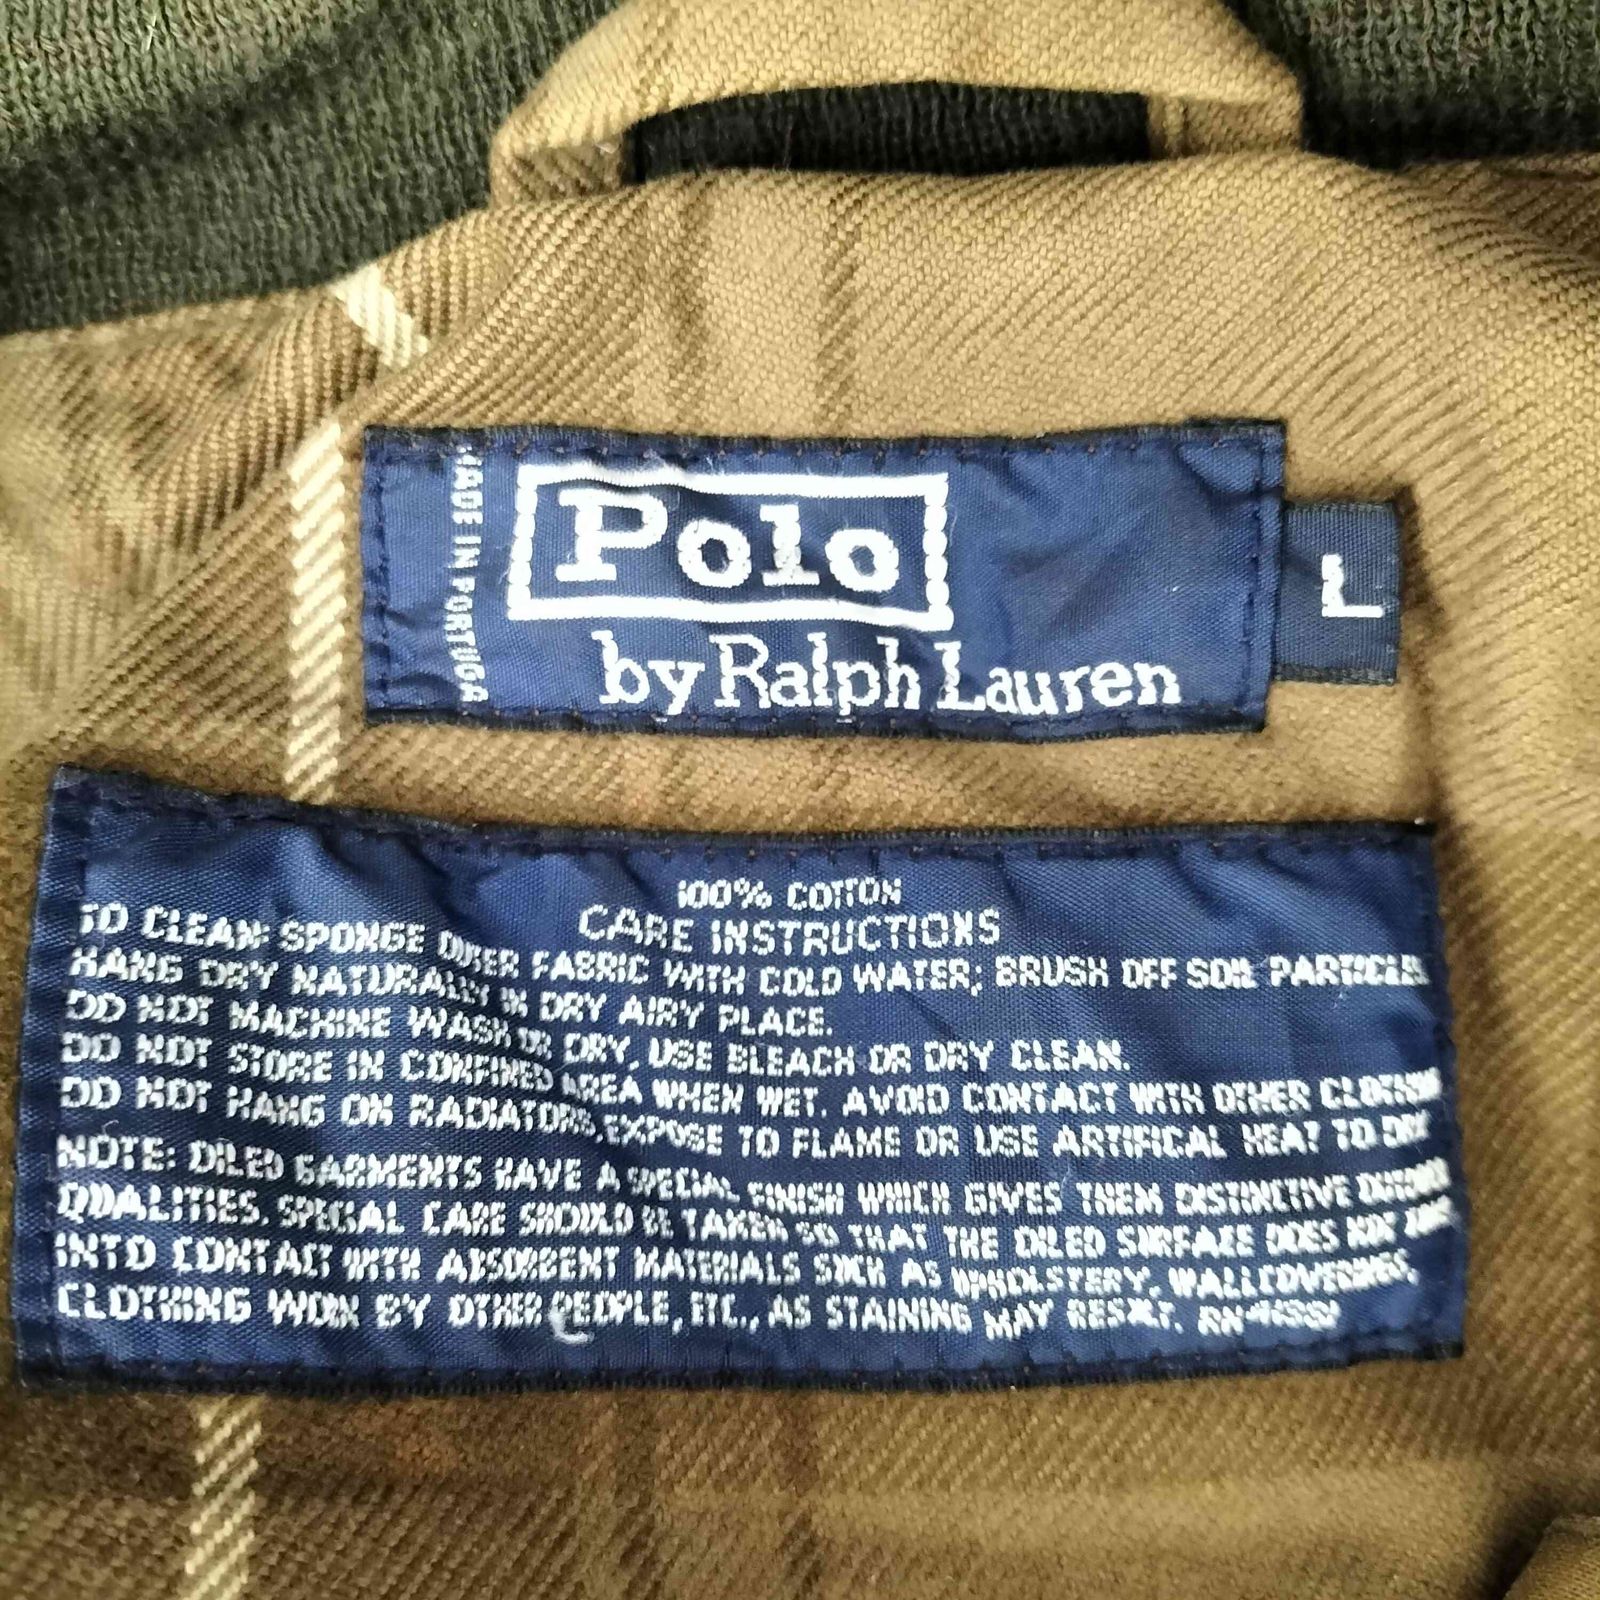 MADE IN PORTUGAL
Polo
by Ralph Lauren
L
100% COTTON
CARE INSTRUCTIONS
TO CLEAN: SPONGE OUTER FABRIC WITH COLD WATER; BRUSH OFF SOIL PARTICLES.
HANG DRY NATURALLY IN DRY AIRY PLACE.
DO NOT MACHINE WASH OR DRY, USE BLEACH OR DRY CLEAN.
DO NOT STORE IN CONFINED AREA WHEN WET. AVOID CONTACT WITH OTHER CLOTHING
DO NOT HANG ON RADIATORS, EXPOSE TO FLAME OR USE ARTIFICAL HEAT TO DRY
NOTE: OILED GARMENTS HAVE A SPECIAL FINISH WHICH GIVES THEM DISTINCTIVE
QUALITIES. SPECIAL CARE SHOULD BE TAKEN SO THAT THE OILED SURFACE DOES NOT
INTO CONTACT WITH ABSORBENT MATERIALS SUCH AS UPHOLSTERY, WALLCOVERINGS,
CLOTHING WORN BY OTHER PEOPLE, ETC., AS STAINING MAY RESULT.